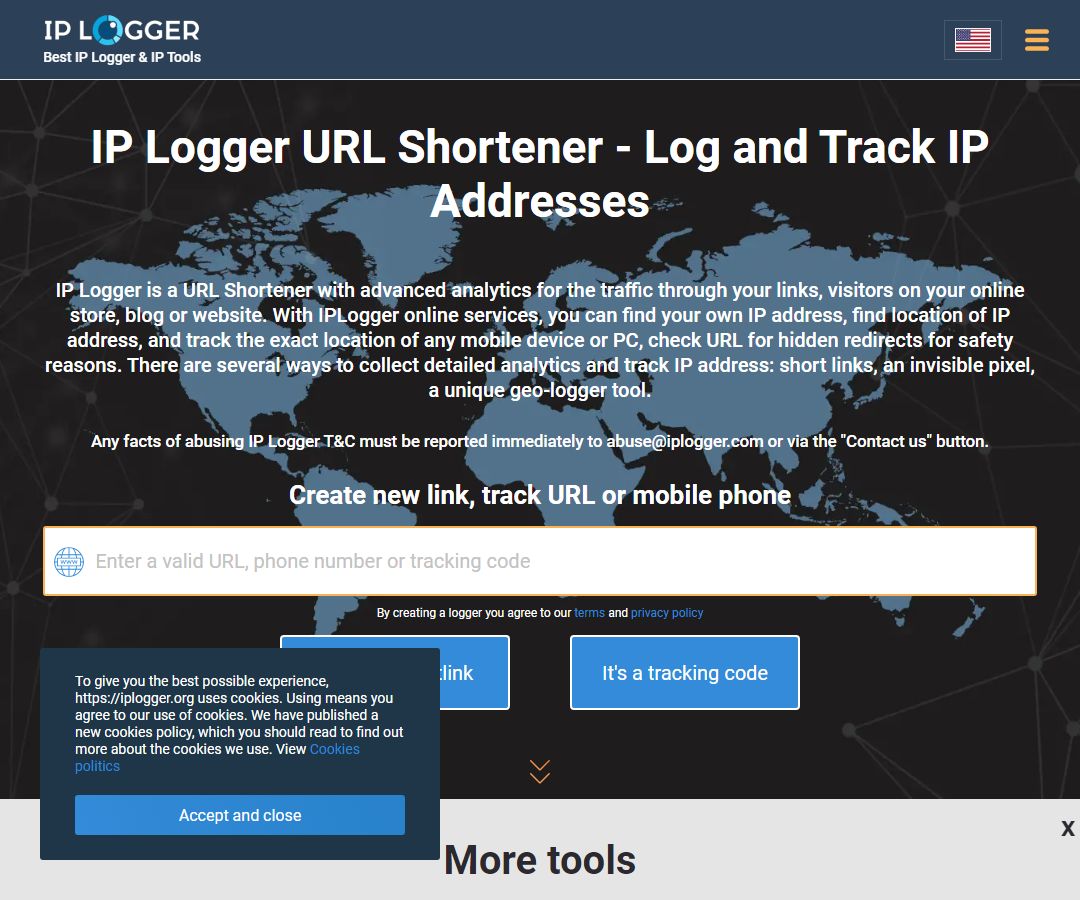 IP LOGGER
Best IP Logger & IP Tools
IP Logger URL Shortener - Log and Track IP
Addresses
IP Logger is a URL Shortener with advanced analytics for the traffic through your links, visitors on your online
store, blog or website. With IPLogger online services, you can find your own IP address, find location of IP
address, and track the exact location of any mobile device or PC, check URL for hidden redirects for safety
reasons. There are several ways to collect detailed analytics and track IP address: short links, an invisible pixel,
a unique geo-logger tool.
Any facts of abusing IP Logger T&C must be reported immediately to abuse@iplogger.com or via the "Contact us" button.
Create new link, track URL or mobile phone
www
Enter a valid URL, phone number or tracking code
By creating a logger you agree to our terms and privacy policy
It's a tracking code
To give you the best possible experience,
https://iplogger.org uses cookies. Using means you
agree to our use of cookies. We have published a
new cookies policy, which you should read to find out
more about the cookies we use. View Cookies
politics
Accept and close
X
More tools